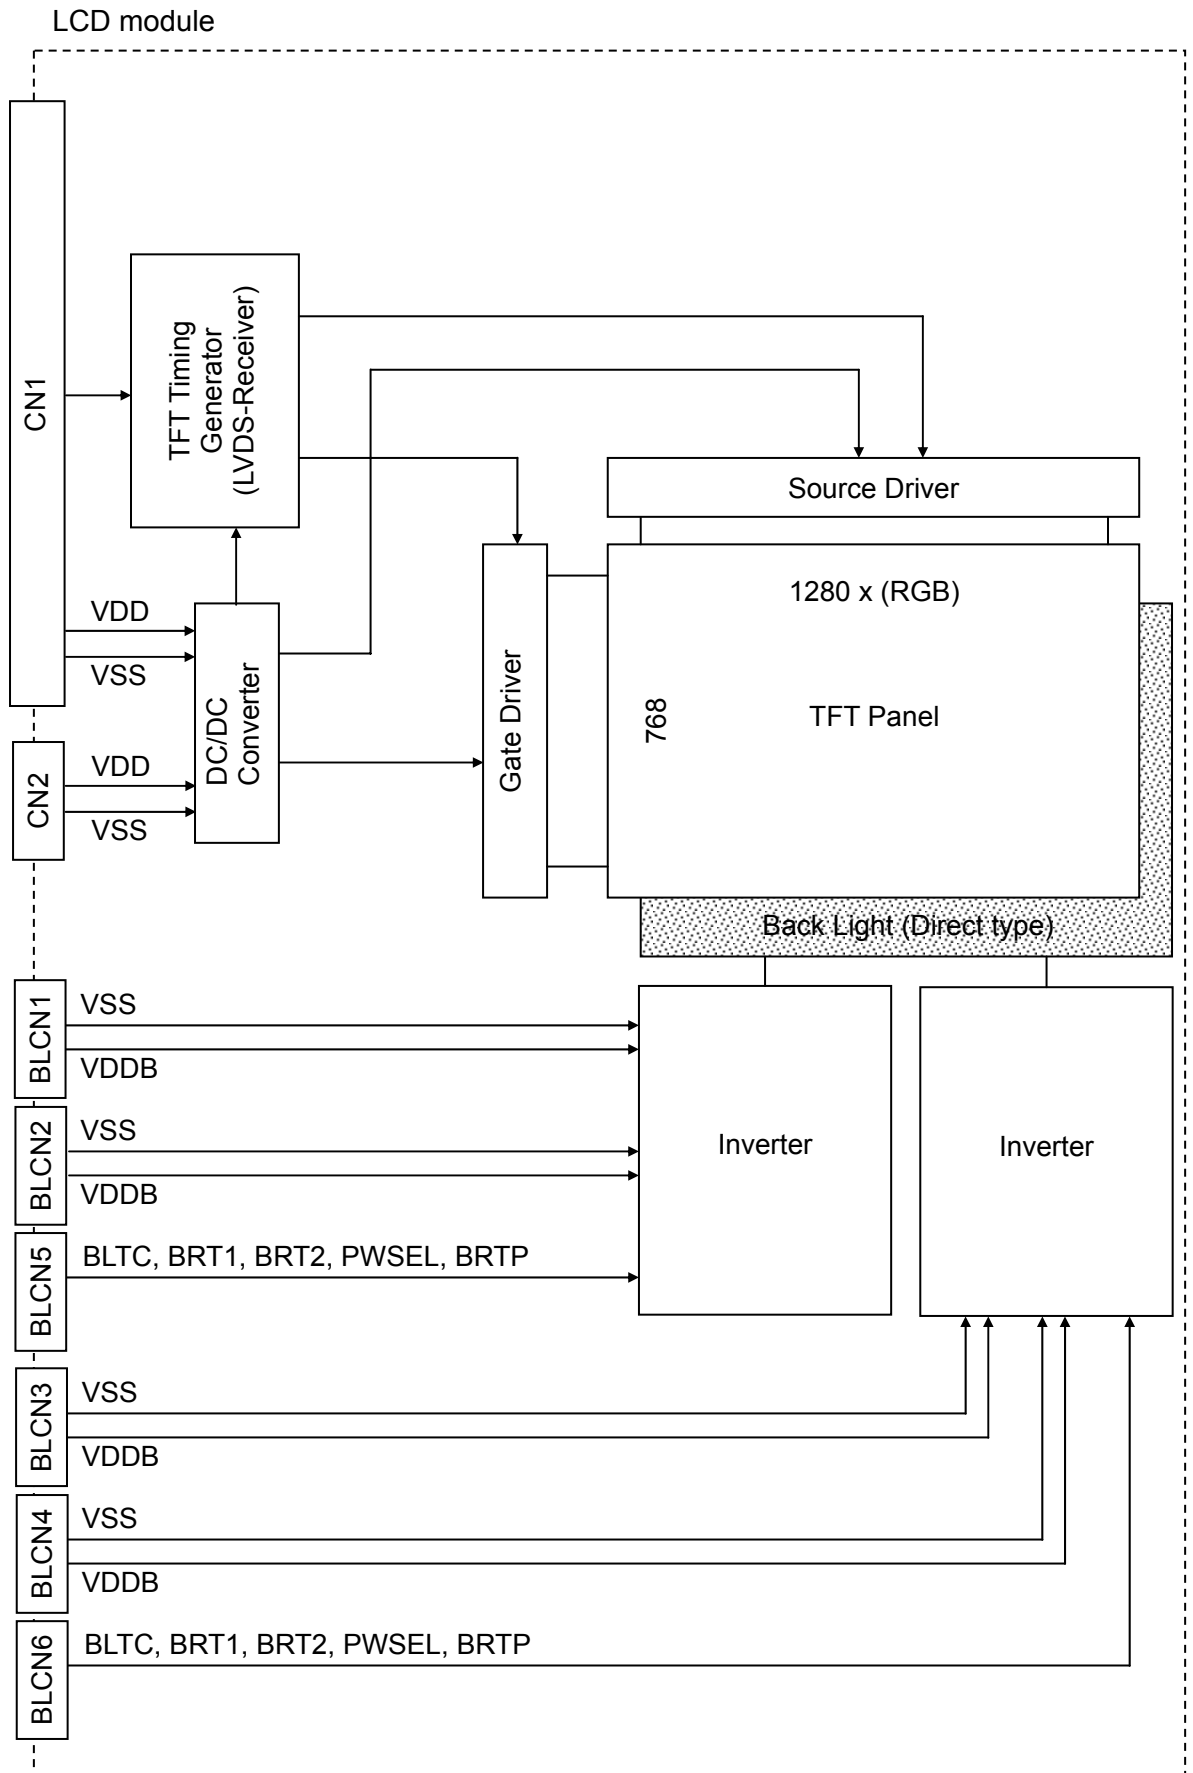 LCD module
CN1
TFT Timing
Generator
(LVDS-Receiver)
Source Driver
1280 x (RGB)
VDD
VSS
DC/DC
Converter
Gate Driver
768
TFT Panel
CN2
VDD
VSS
Back Light (Direct type)
BLCN1
VSS
VDDB
BLCN2
VSS
VDDB
Inverter
Inverter
BLCN5
BLTC, BRT1, BRT2, PWSEL, BRTP
BLCN3
VSS
VDDB
BLCN4
VSS
VDDB
BLCN6
BLTC, BRT1, BRT2, PWSEL, BRTP